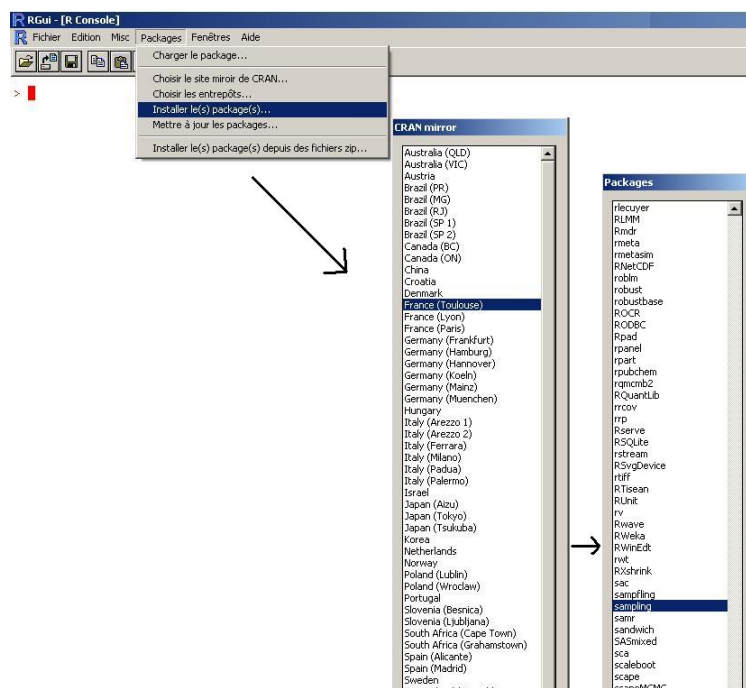 RGui - [R Console]
Fichier Edition Misc Packages Fenêtres Aide
Charger le package...
Choisir le site miroir de CRAN...
Choisir les entrepôts...
Installer le(s) package(s)...
Mettre à jour les packages...
Installer le(s) package(s) depuis des fichiers zip...
>
CRAN mirror
Australia (QLD)
Australia (VIC)
Austria
Brazil (PR)
Brazil (MG)
Brazil (RJ)
Brazil (SP 1)
Brazil (SP 2)
Canada (BC)
Canada (ON)
China
Croatia
Denmark
France (Toulouse)
France (Lyon)
France (Paris)
Germany (Frankfurt)
Germany (Hamburg)
Germany (Hannover)
Germany (Koeln)
Germany (Mainz)
Germany (Muenchen)
Hungary
Italy (Arezzo 1)
Italy (Arezzo 2)
Italy (Ferrara)
Italy (Milano)
Italy (Padua)
Italy (Palermo)
Israel
Japan (Aizu)
Japan (Tokyo)
Japan (Tsukuba)
Korea
Netherlands
Norway
Poland (Lublin)
Poland (Wroclaw)
Portugal
Slovenia (Besnica)
Slovenia (Ljubljana)
South Africa (Cape Town)
South Africa (Grahamstown)
Spain (Alicante)
Spain (Madrid)
Sweden
Packages
rlecuyer
RLMM
Rmdr
rmeta
rmetasim
RNetCDF
roblm
robust
robustbase
ROCR
RODBC
Rpad
rpanel
rpart
rpubchem
rqmcmb2
RQuantLib
rrcov
rrp
Rserve
RSQLite
rstream
RSvgDevice
rtiff
RTisean
RUnit
rv
Rwave
RWeka
RWinEdt
rwt
RXshrink
sac
sampfling
sampling
samr
sandwich
SASmixed
sca
scaleboot
scape